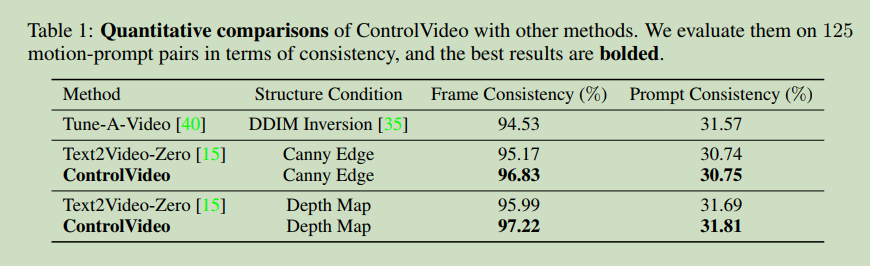 Table 1: Quantitative comparisons of ControlVideo with other methods. We evaluate them on 125
motion-prompt pairs in terms of consistency, and the best results are bolded.
Method Structure Condition Frame Consistency (%) Prompt Consistency (%)
Tune-A-Video [40] DDIM Inversion [35] 94.53 31.57
Text2Video-Zero [15] Canny Edge 95.17 30.74
ControlVideo Canny Edge 96.83 30.75
Text2Video-Zero [15] Depth Map 95.99 31.69
ControlVideo Depth Map 97.22 31.81